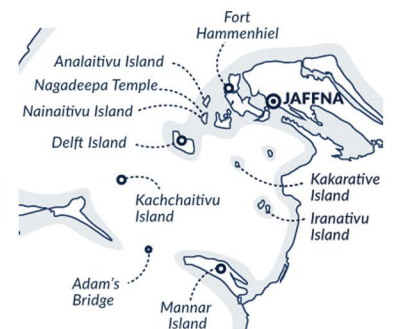 Fort
Hammenhiel
Analaitivu Island
Nagadeepa Temple
Nainaitivu Island
JAFFNA
Delft Island
Kachchaitivu
Island
Kakarative
Island
Iranativu
Island
Adam's
Bridge
Mannar
Island